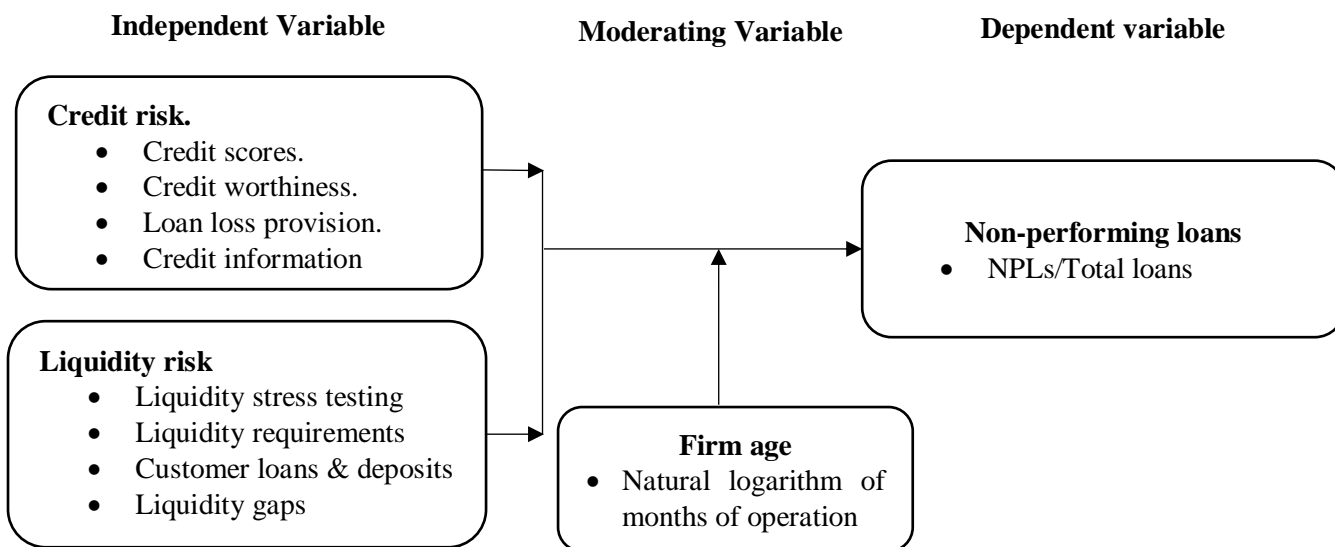 Independent Variable
Moderating Variable
Dependent variable
Credit risk.
• Credit scores.
• Credit worthiness.
• Loan loss provision.
• Credit information
Liquidity risk
• Liquidity stress testing
• Liquidity requirements
• Customer loans & deposits
• Liquidity gaps
Firm age
• Natural logarithm of
months of operation
Non-performing loans
• NPLs/Total loans